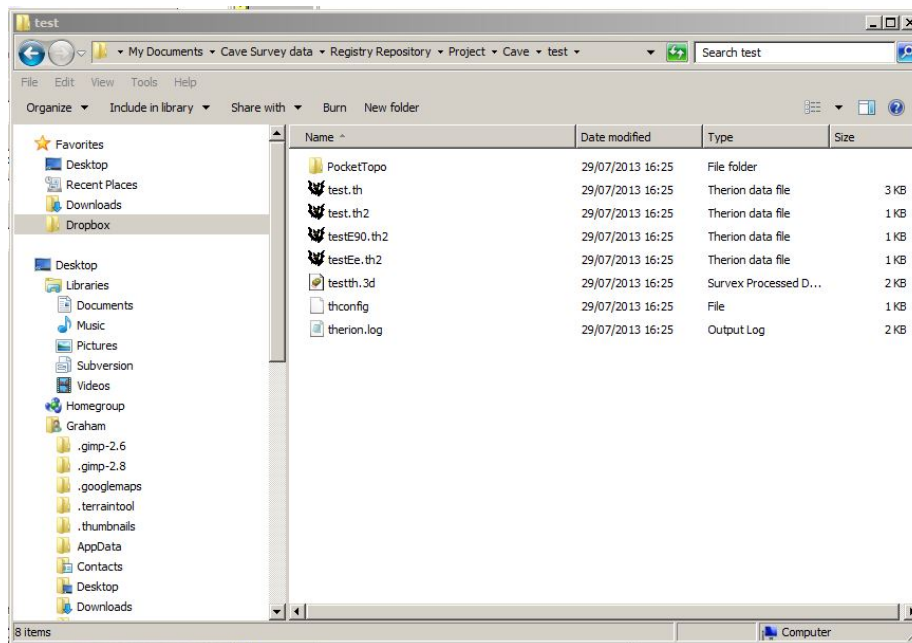 test
My Documents Cave Survey data Registry Repository Project Cave test Search test
File Edit View Tools Help
Organize Include in library Share with Burn New folder
Favorites
Desktop
Recent Places
Downloads
Dropbox
Desktop
Libraries
Documents
Music
Pictures
Subversion
Videos
Homegroup
Graham
.gimp-2.6
.gimp-2.8
.googlemaps
.terraintool
.thumbnails
AppData
Contacts
Desktop
Downloads
Name Date modified Type Size
PocketTopo 29/07/2013 16:25 File folder
test.th 29/07/2013 16:25 Therion data file 3 KB
test.th2 29/07/2013 16:25 Therion data file 1 KB
testE90.th2 29/07/2013 16:25 Therion data file 1 KB
testEe.th2 29/07/2013 16:25 Therion data file 1 KB
testth.3d 29/07/2013 16:25 Survex Processed D... 2 KB
thconfig 29/07/2013 16:25 File 1 KB
therion.log 29/07/2013 16:25 Output Log 2 KB
8 items Computer